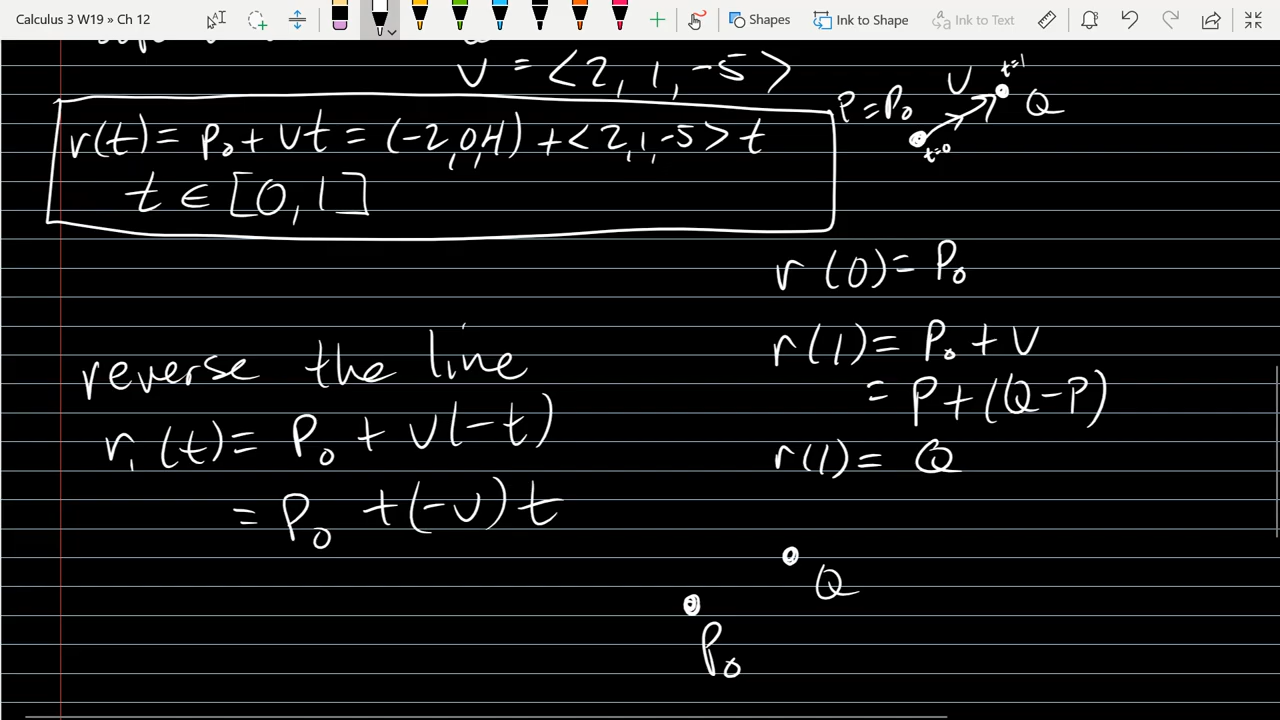 Calculus 3 W19 » Ch 12
Shapes
Ink to Shape
Ink to Text
v = <2, 1, -5>
r(t) = P₀ + vt = (-2,0,4) + <2,1,-5> t
t ∈ [0, 1]
P = P₀
v
t=1
Q
t=0
r(0) = P₀
r(1) = P₀ + v
= P + (Q - P)
r(1) = Q
reverse the line
r₁(t) = P₀ + v(-t)
= P₀ + (-v) t
Q
P₀